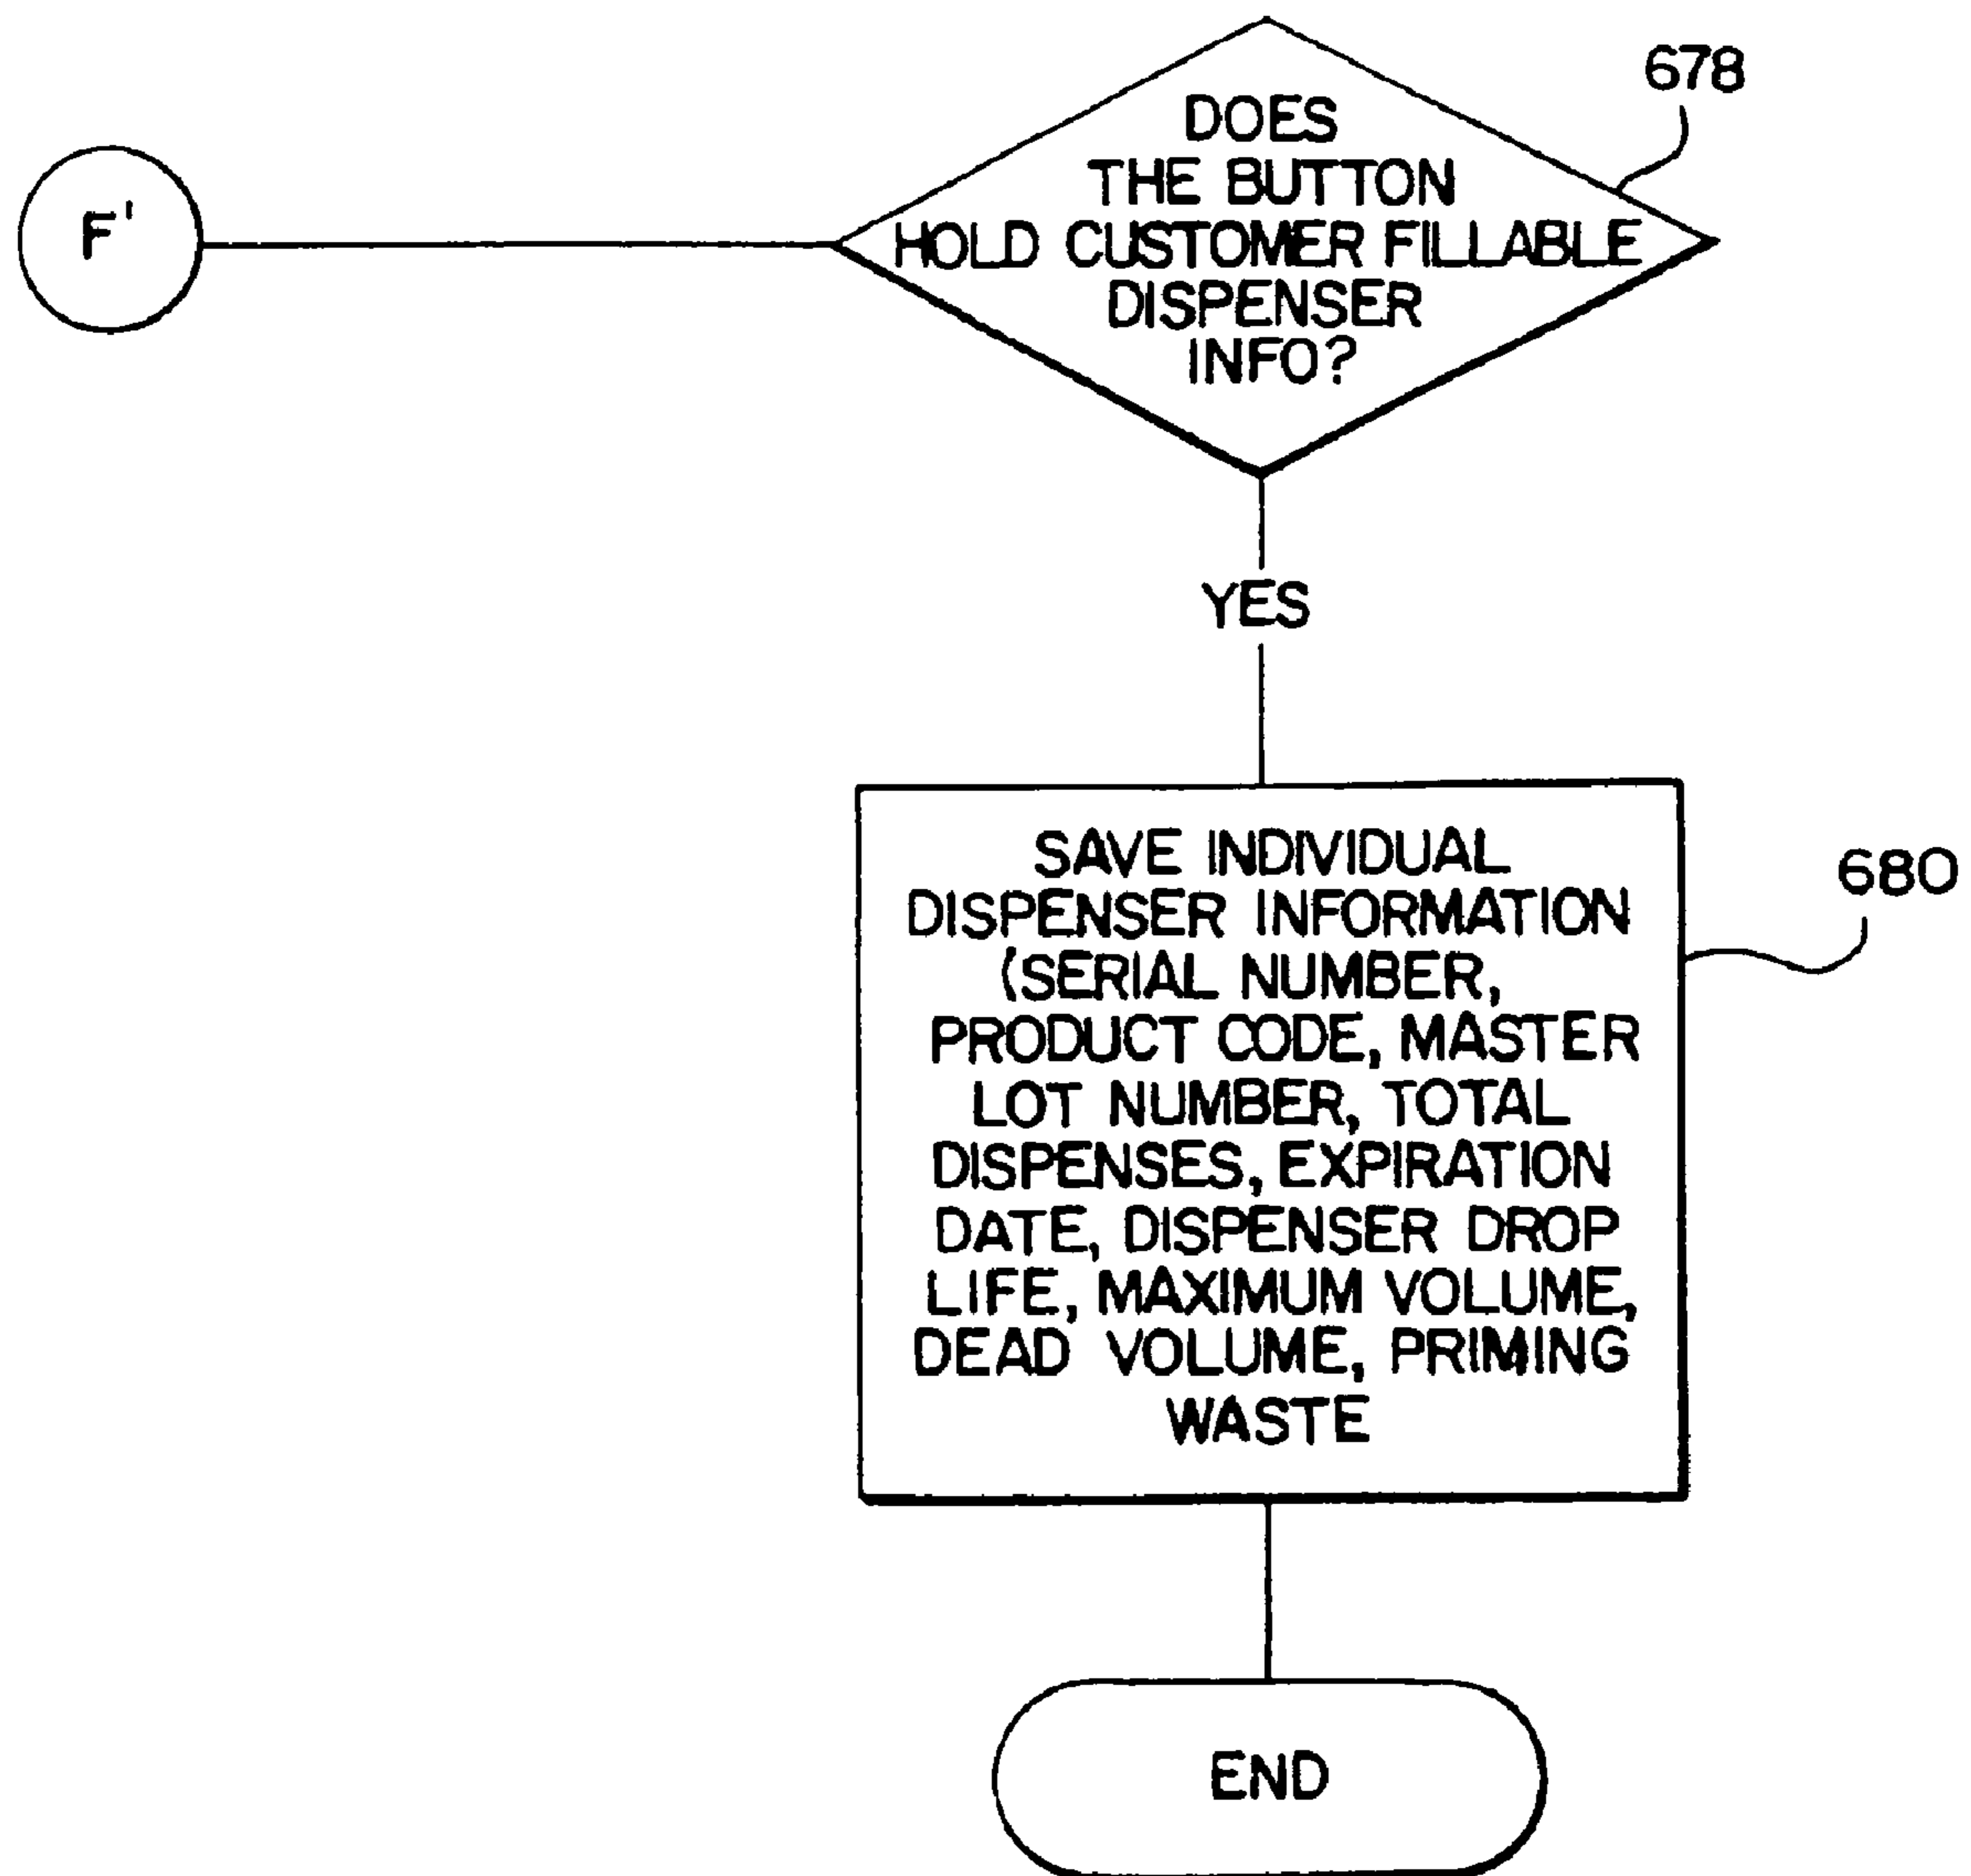 F'
DOES
THE BUTTON
HOLD CUSTOMER FILLABLE
DISPENSER
INFO?
678
YES
SAVE INDIVIDUAL
DISPENSER INFORMATION
(SERIAL NUMBER,
PRODUCT CODE, MASTER
LOT NUMBER, TOTAL
DISPENSES, EXPIRATION
DATE, DISPENSER DROP
LIFE, MAXIMUM VOLUME,
DEAD VOLUME, PRIMING
WASTE
680
END